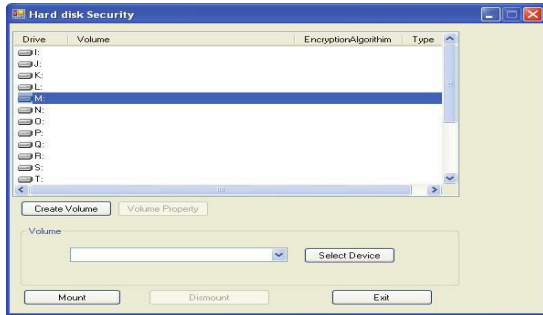 Hard disk Security
Drive Volume EncryptionAlgorithim Type
I:
J:
K:
L:
M:
N:
O:
P:
Q:
R:
S:
T:
Create Volume Volume Property
Volume
Select Device
Mount Dismount Exit